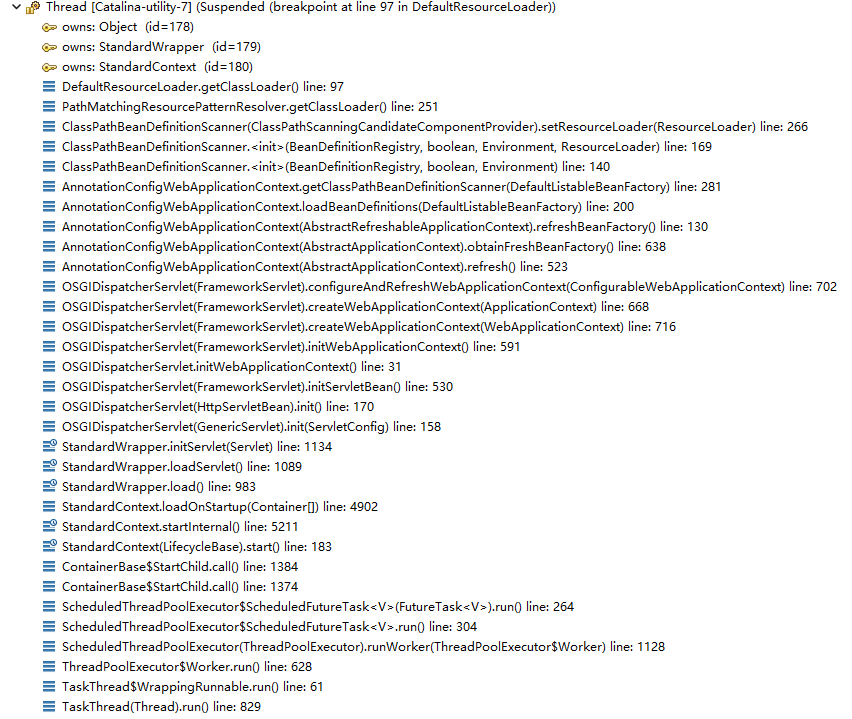 Thread [Catalina-utility-7] (Suspended (breakpoint at line 97 in DefaultResourceLoader))
owns: Object  (id=178)
owns: StandardWrapper  (id=179)
owns: StandardContext  (id=180)
DefaultResourceLoader.getClassLoader() line: 97
PathMatchingResourcePatternResolver.getClassLoader() line: 251
ClassPathBeanDefinitionScanner(ClassPathScanningCandidateComponentProvider).setResourceLoader(ResourceLoader) line: 266
ClassPathBeanDefinitionScanner.<init>(BeanDefinitionRegistry, boolean, Environment, ResourceLoader) line: 169
ClassPathBeanDefinitionScanner.<init>(BeanDefinitionRegistry, boolean, Environment) line: 140
AnnotationConfigWebApplicationContext.getClassPathBeanDefinitionScanner(DefaultListableBeanFactory) line: 281
AnnotationConfigWebApplicationContext.loadBeanDefinitions(DefaultListableBeanFactory) line: 200
AnnotationConfigWebApplicationContext(AbstractRefreshableApplicationContext).refreshBeanFactory() line: 130
AnnotationConfigWebApplicationContext(AbstractApplicationContext).obtainFreshBeanFactory() line: 638
AnnotationConfigWebApplicationContext(AbstractApplicationContext).refresh() line: 523
OSGIDispatcherServlet(FrameworkServlet).configureAndRefreshWebApplicationContext(ConfigurableWebApplicationContext) line: 702
OSGIDispatcherServlet(FrameworkServlet).createWebApplicationContext(ApplicationContext) line: 668
OSGIDispatcherServlet(FrameworkServlet).createWebApplicationContext(WebApplicationContext) line: 716
OSGIDispatcherServlet(FrameworkServlet).initWebApplicationContext() line: 591
OSGIDispatcherServlet.initWebApplicationContext() line: 31
OSGIDispatcherServlet(FrameworkServlet).initServletBean() line: 530
OSGIDispatcherServlet(HttpServletBean).init() line: 170
OSGIDispatcherServlet(GenericServlet).init(ServletConfig) line: 158
StandardWrapper.initServlet(Servlet) line: 1134
StandardWrapper.loadServlet() line: 1089
StandardWrapper.load() line: 983
StandardContext.loadOnStartup(Container[]) line: 4902
StandardContext.startInternal() line: 5211
StandardContext(LifecycleBase).start() line: 183
ContainerBase$StartChild.call() line: 1384
ContainerBase$StartChild.call() line: 1374
ScheduledThreadPoolExecutor$ScheduledFutureTask<V>(FutureTask<V>).run() line: 264
ScheduledThreadPoolExecutor$ScheduledFutureTask<V>.run() line: 304
ScheduledThreadPoolExecutor(ThreadPoolExecutor).runWorker(ThreadPoolExecutor$Worker) line: 1128
ThreadPoolExecutor$Worker.run() line: 628
TaskThread$WrappingRunnable.run() line: 61
TaskThread(Thread).run() line: 829